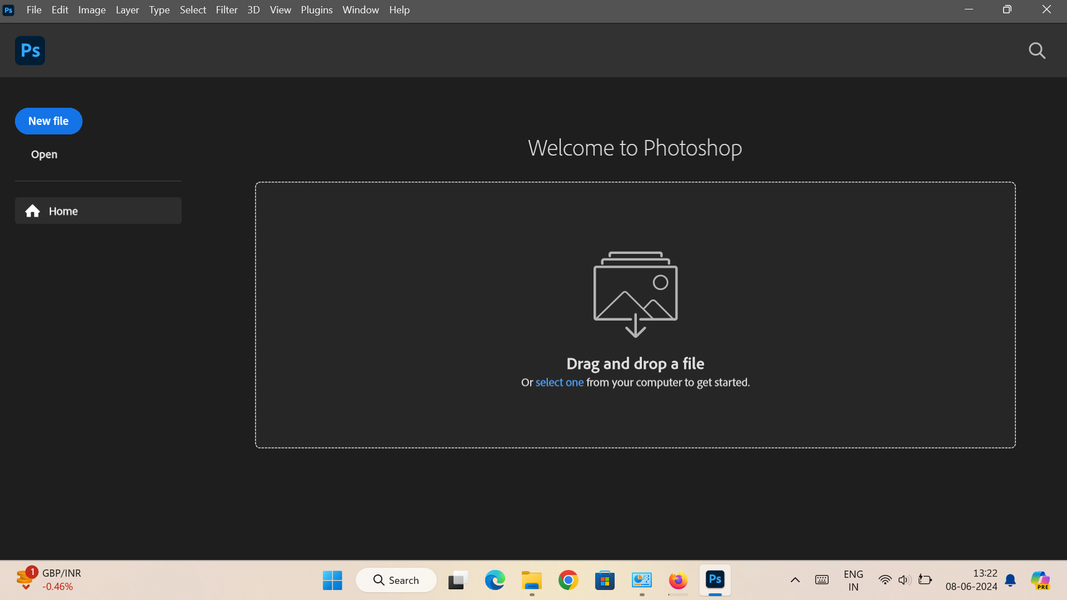 Ps File Edit Image Layer Type Select Filter 3D View Plugins Window Help
Ps
New file
Open
Home
Welcome to Photoshop
Drag and drop a file
Or select one from your computer to get started.
1
GBP/INR
-0.46%
Search
Ps
ENG
IN
13:22
08-06-2024
PRE